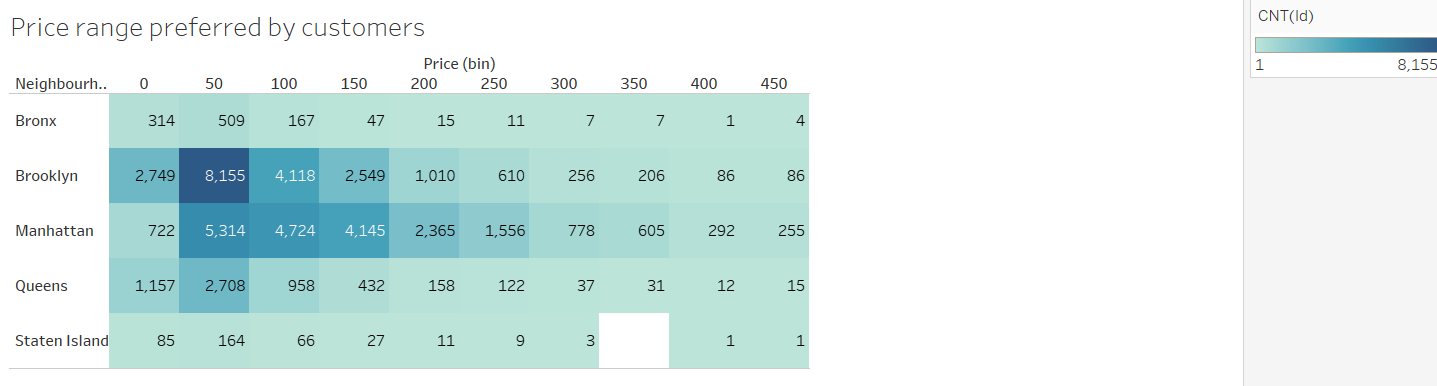 Price range preferred by customers
CNT(Id)
1 8,155
Price (bin)
Neighbourh.. 0 50 100 150 200 250 300 350 400 450
Bronx 314 509 167 47 15 11 7 7 1 4
Brooklyn 2,749 8,155 4,118 2,549 1,010 610 256 206 86 86
Manhattan 722 5,314 4,724 4,145 2,365 1,556 778 605 292 255
Queens 1,157 2,708 958 432 158 122 37 31 12 15
Staten Island 85 164 66 27 11 9 3 1 1